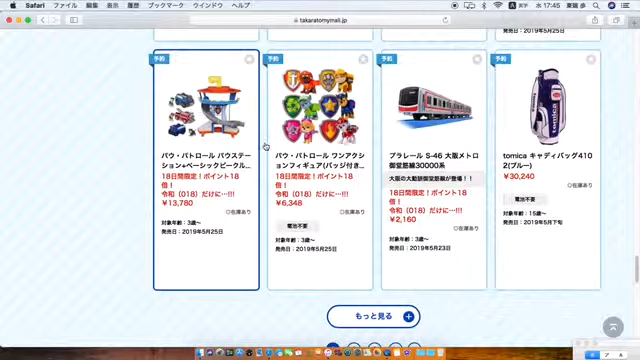 Safari ファイル 編集 表示 履歴 ブックマーク ウインドウ ヘルプ
英字 火 17:45 東
takaratomymall.jp
発売日：2019年5月25日
予約
パウ・パトロール パウステーション+ベーシックビークル...
18日間限定！ポイント18倍！
令和（018）だけに…!!!
￥13,780
◎在庫あり
対象年齢：3歳〜
発売日：2019年5月25日
予約
パウ・パトロール ワンアクションフィギュア(バッジ付き...
18日間限定！ポイント18倍！
令和（018）だけに…!!!
￥6,348
◎在庫あり
電池不要
対象年齢：3歳〜
発売日：2019年5月25日
予約
プラレール S-46 大阪メトロ御堂筋線30000系
大阪の大動脈御堂筋線が登場！！
18日間限定！ポイント18倍！
令和（018）だけに…!!!
￥2,160
◎在庫あり
対象年齢：3歳〜
発売日：2019年5月23日
予約
tomica
tomica キャディバッグ4102(ブルー)
￥30,240
◎在庫あり
電池不要
対象年齢：15歳〜
発売日：2019年5月下旬
もっと見る